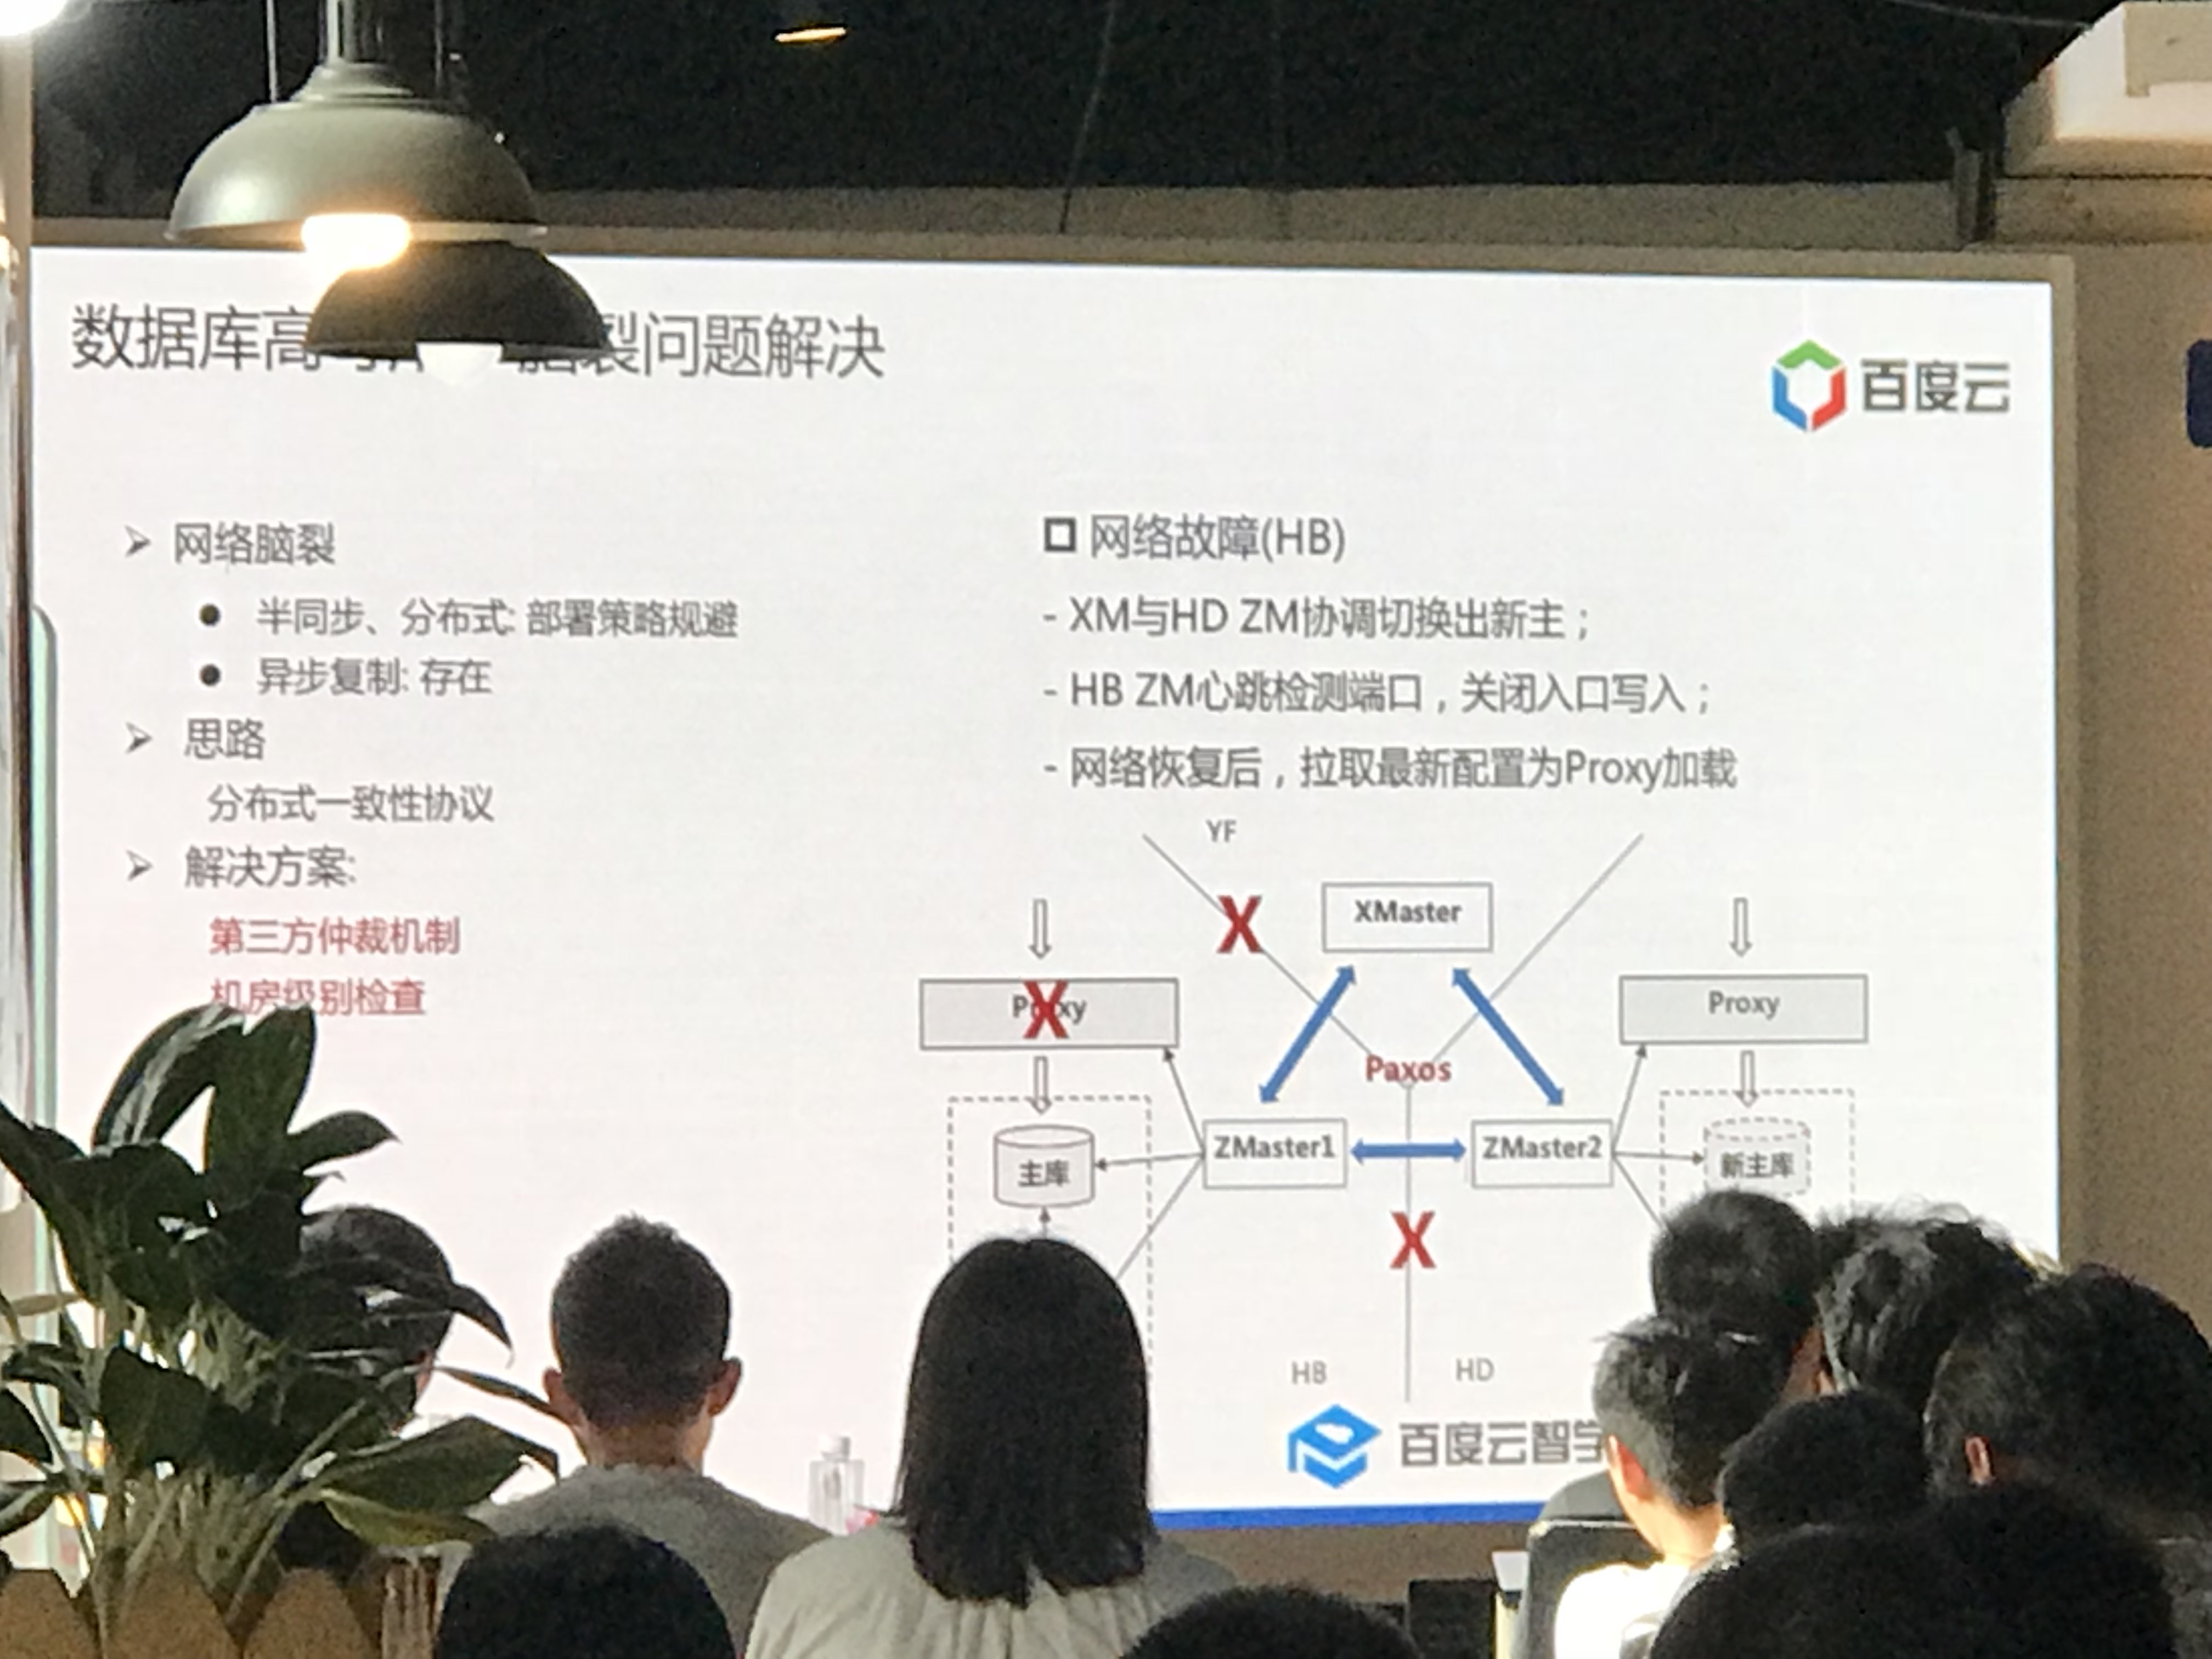 数据库高 裂问题解决
百度云
网络脑裂
半同步、分布式: 部署策略规避
异步复制: 存在
思路
分布式一致性协议
解决方案:
第三方仲裁机制
机房级别检查
网络故障(HB)
- XM与HD ZM协调切换出新主；
- HB ZM心跳检测端口，关闭入口写入；
- 网络恢复后，拉取最新配置为Proxy加载
YF
X
XMaster
Proxy
X
Proxy
Paxos
ZMaster1
ZMaster2
主库
新主库
X
HB
HD
百度云智学